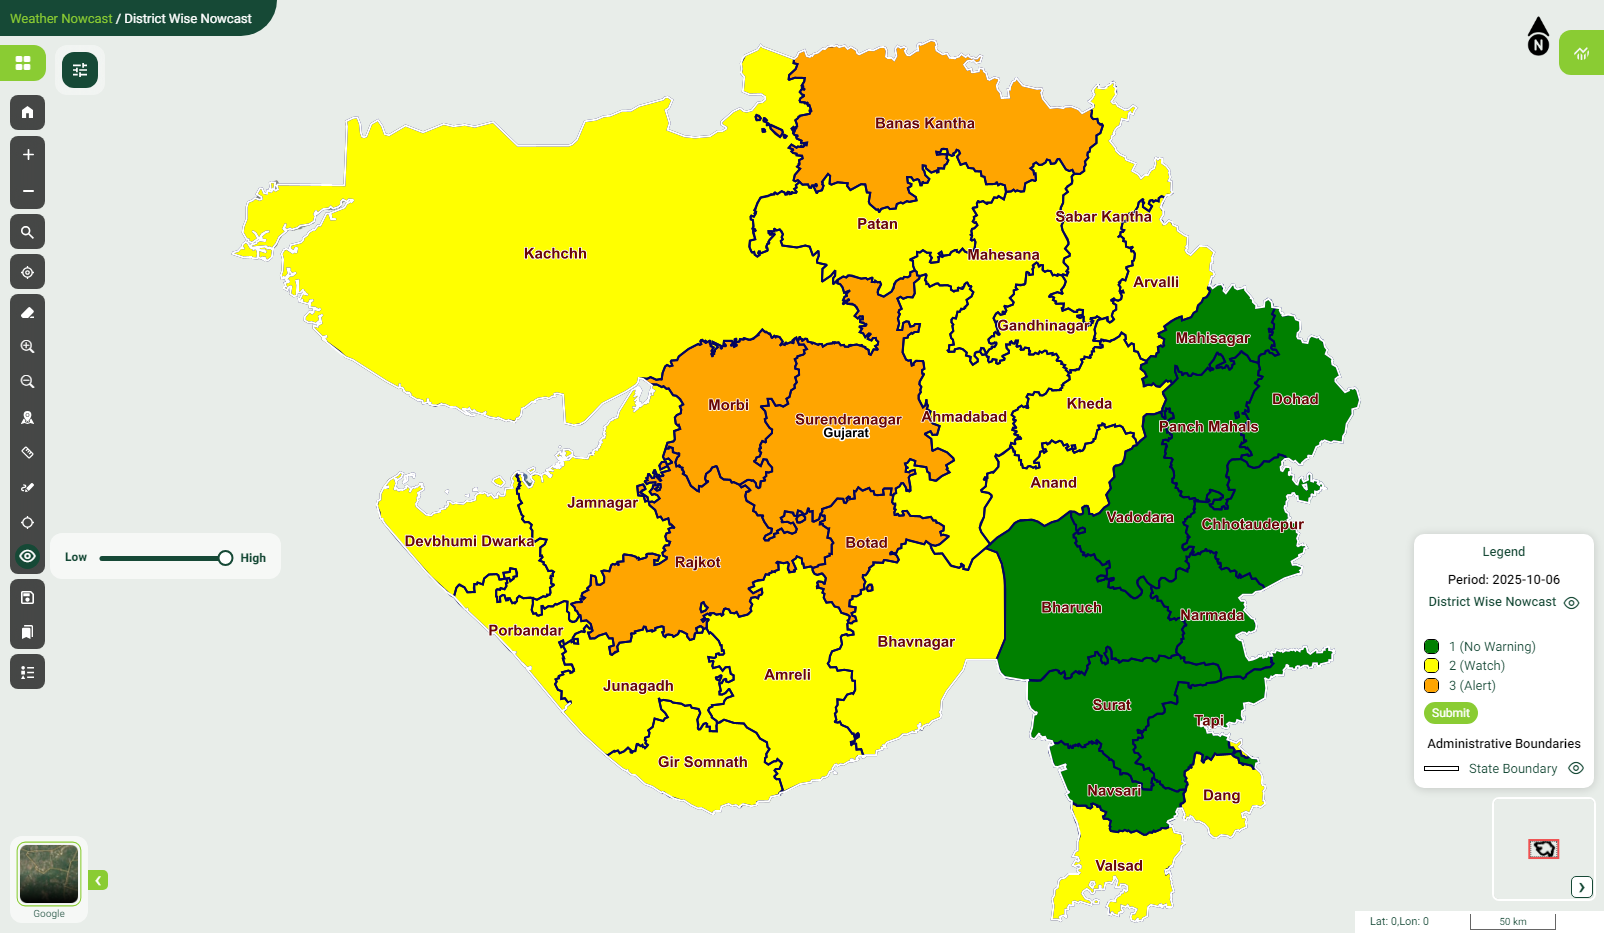 Weather Nowcast / District Wise Nowcast
N
Banas Kantha
Patan
Sabar Kantha
Kachchh
Mahesana
Arvalli
Gandhinagar
Mahisagar
Morbi
Surendranagar
Gujarat
Ahmadabad
Kheda
Dohad
Panch Mahals
Anand
Jamnagar
Vadodara
Chhotaudepur
Devbhumi Dwarka
Botad
Rajkot
Low
High
Bharuch
Narmada
Porbandar
Bhavnagar
Junagadh
Amreli
Surat
Tapi
Gir Somnath
Navsari
Dang
Valsad
Legend
Period: 2025-10-06
District Wise Nowcast
1 (No Warning)
2 (Watch)
3 (Alert)
Submit
Administrative Boundaries
State Boundary
Google
Lat: 0,Lon: 0
50 km